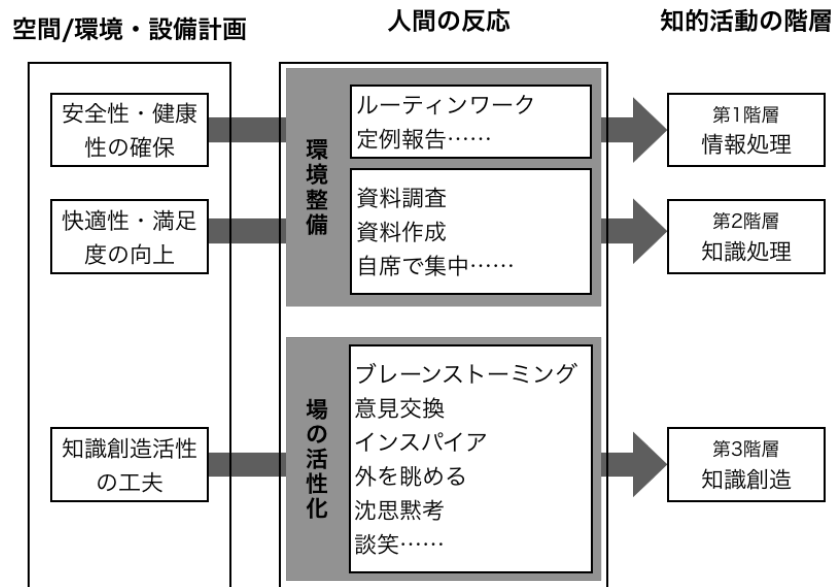 空間/環境・設備計画
人間の反応
知的活動の階層
安全性・健康
性の確保
環境整備
ルーティンワーク
定例報告……
第1階層
情報処理
快適性・満足
度の向上
資料調査
資料作成
自席で集中……
第2階層
知識処理
知識創造活性
の工夫
場の活性化
ブレーンストーミング
意見交換
インスパイア
外を眺める
沈思黙考
談笑……
第3階層
知識創造